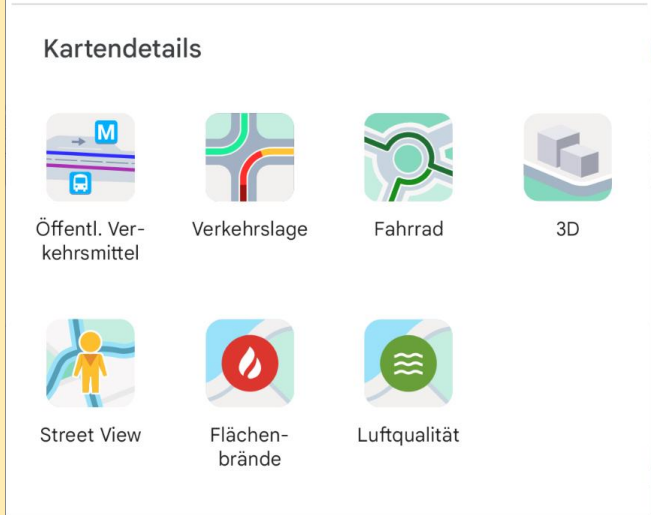 Kartendetails
M
Öffentl. Ver-
kehrsmittel
Verkehrslage
Fahrrad
3D
Street View
Flächen-
brände
Luftqualität